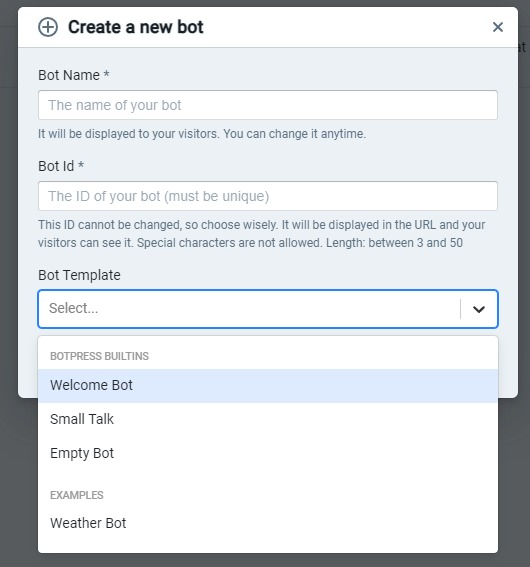 Create a new bot
at
Bot Name *
The name of your bot
It will be displayed to your visitors. You can change it anytime.
Bot Id *
The ID of your bot (must be unique)
This ID cannot be changed, so choose wisely. It will be displayed in the URL and your
visitors can see it. Special characters are not allowed. Length: between 3 and 50
Bot Template
Select...
BOTPRESS BUILTINS
Welcome Bot
Small Talk
Empty Bot
EXAMPLES
Weather Bot